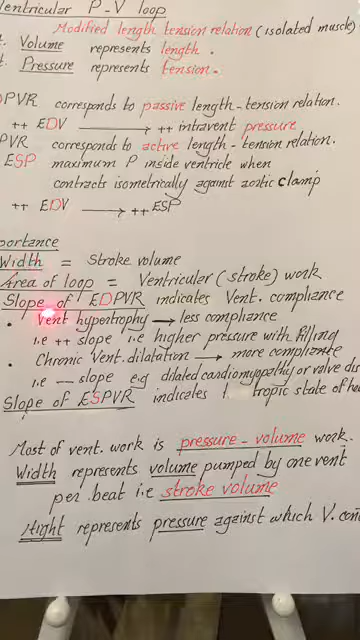 entricular P-V loop
Modified length tension relation (isolated muscle)
Volume represents length.
Pressure represents tension.
DPVR corresponds to passive length-tension relation.
++ EDV → ++ intravent pressure
PVR corresponds to active length-tension relation.
ESP maximum P inside ventricle when
contracts isometrically against aortic clamp
++ EDV → ++ ESP
portance
Width = Stroke volume
Area of loop = Ventricular (stroke) work
Slope of EDPVR indicates Vent. compliance
• Vent hypertrophy → less compliance
i.e ++ slope i.e higher pressure with filling
• Chronic Vent. dilatation → more compliance
i.e — slope e.g dilated cardiomyopathy or valve dis
Slope of ESPVR indicates tropic state of he
Most of vent. work is pressure-volume work.
Width represents volume pumped by one vent
per beat i.e stroke volume
Hight represents pressure against which V. con